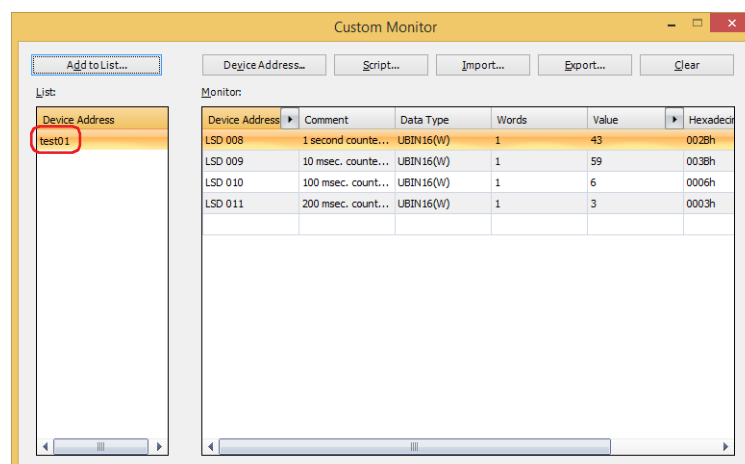 Custom Monitor
Add to List...
Device Address...
Script...
Import...
Export...
Clear
List:
Monitor:
Device Address
test01
Device Address Comment Data Type Words Value Hexadecir
LSD 008 1 second counte... UBIN16(W) 1 43 002Bh
LSD 009 10 msec. counte... UBIN16(W) 1 59 003Bh
LSD 010 100 msec. count... UBIN16(W) 1 6 0006h
LSD 011 200 msec. count... UBIN16(W) 1 3 0003h